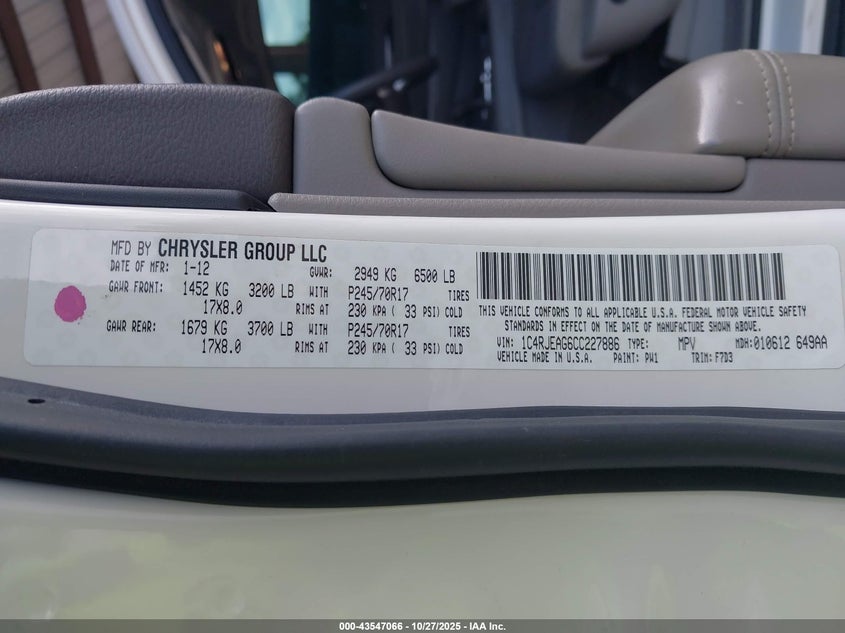 MFD BY CHRYSLER GROUP LLC
DATE OF MFR: 1-12 GVWR: 2949 KG 6500 LB
GAWR FRONT: 1452 KG 3200 LB WITH P245/70R17 TIRES
17X8.0 RIMS AT 230 KPA ( 33 PSI) COLD
GAWR REAR: 1679 KG 3700 LB WITH P245/70R17 TIRES
17X8.0 RIMS AT 230 KPA ( 33 PSI) COLD
THIS VEHICLE CONFORMS TO ALL APPLICABLE U.S.A. FEDERAL MOTOR VEHICLE SAFETY
STANDARDS IN EFFECT ON THE DATE OF MANUFACTURE SHOWN ABOVE.
VIN: 1C4RJEAG6CC227886 TYPE: MPV MDH:010612 649AA
VEHICLE MADE IN U.S.A. PAINT: PW1 TRIM: F7D3
000-43547066 - 10/27/2025 - IAA Inc.